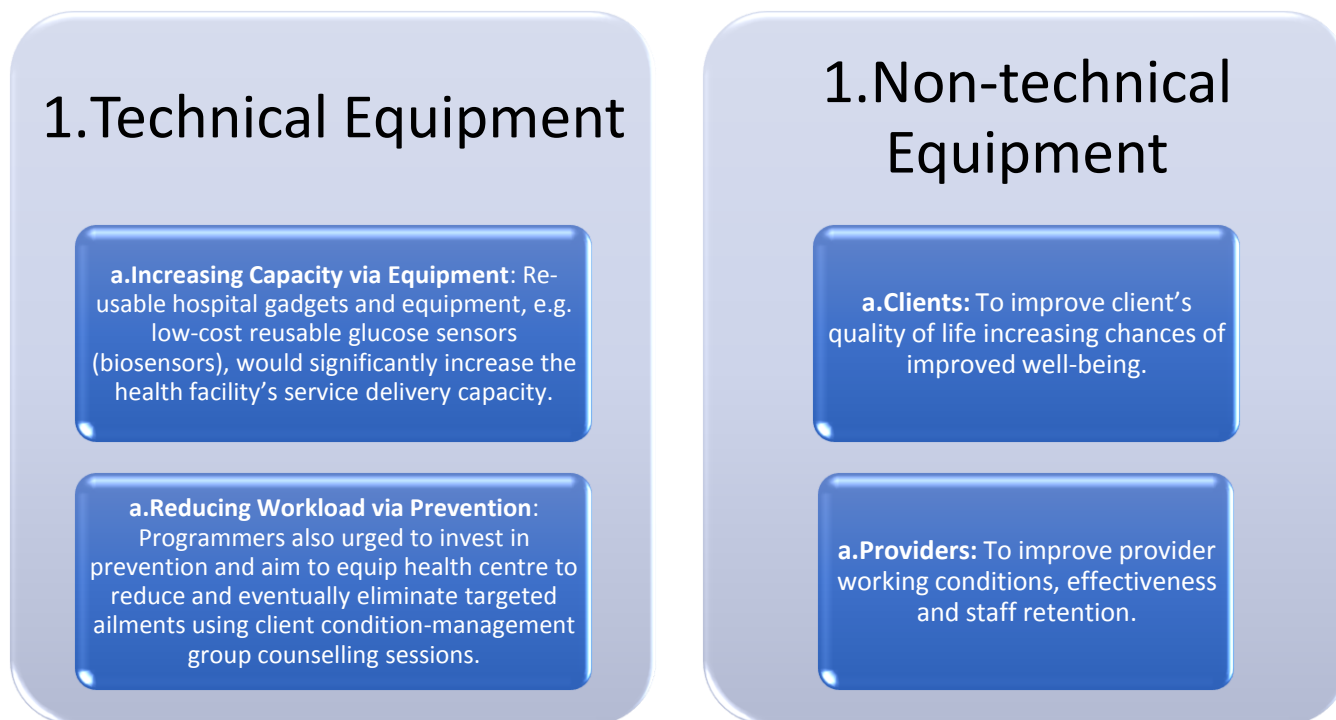 1.Technical Equipment
a.Increasing Capacity via Equipment: Re-
usable hospital gadgets and equipment, e.g.
low-cost reusable glucose sensors
(biosensors), would significantly increase the
health facility’s service delivery capacity.
a.Reducing Workload via Prevention:
Programmers also urged to invest in
prevention and aim to equip health centre to
reduce and eventually eliminate targeted
ailments using client condition-management
group counselling sessions.
1.Non-technical
Equipment
a.Clients: To improve client’s
quality of life increasing chances of
improved well-being.
a.Providers: To improve provider
working conditions, effectiveness
and staff retention.